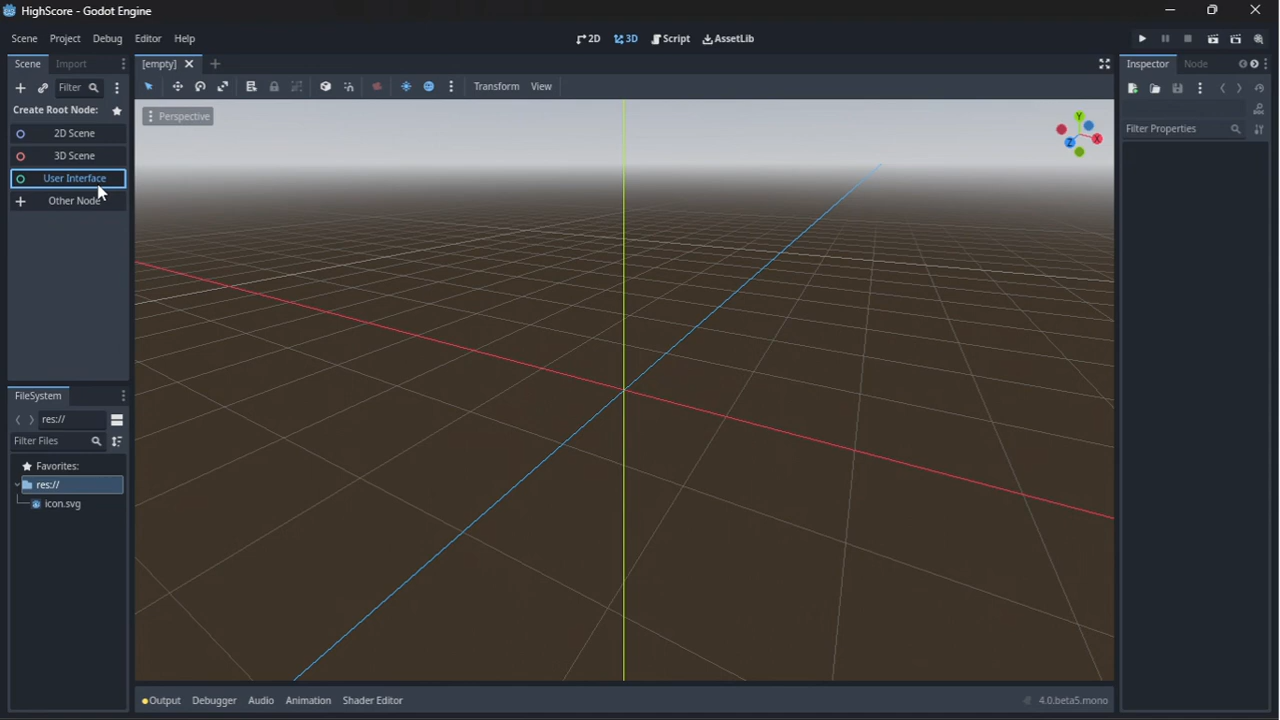 HighScore - Godot Engine
Scene Project Debug Editor Help
2D 3D Script AssetLib
Scene Import
[empty]
Inspector Node
Filter
Transform View
Create Root Node:
2D Scene
3D Scene
User Interface
Other Node
Perspective
Y
X
Z
Filter Properties
FileSystem
res://
Filter Files
Favorites:
res://
icon.svg
Output Debugger Audio Animation Shader Editor
4.0.beta5.mono